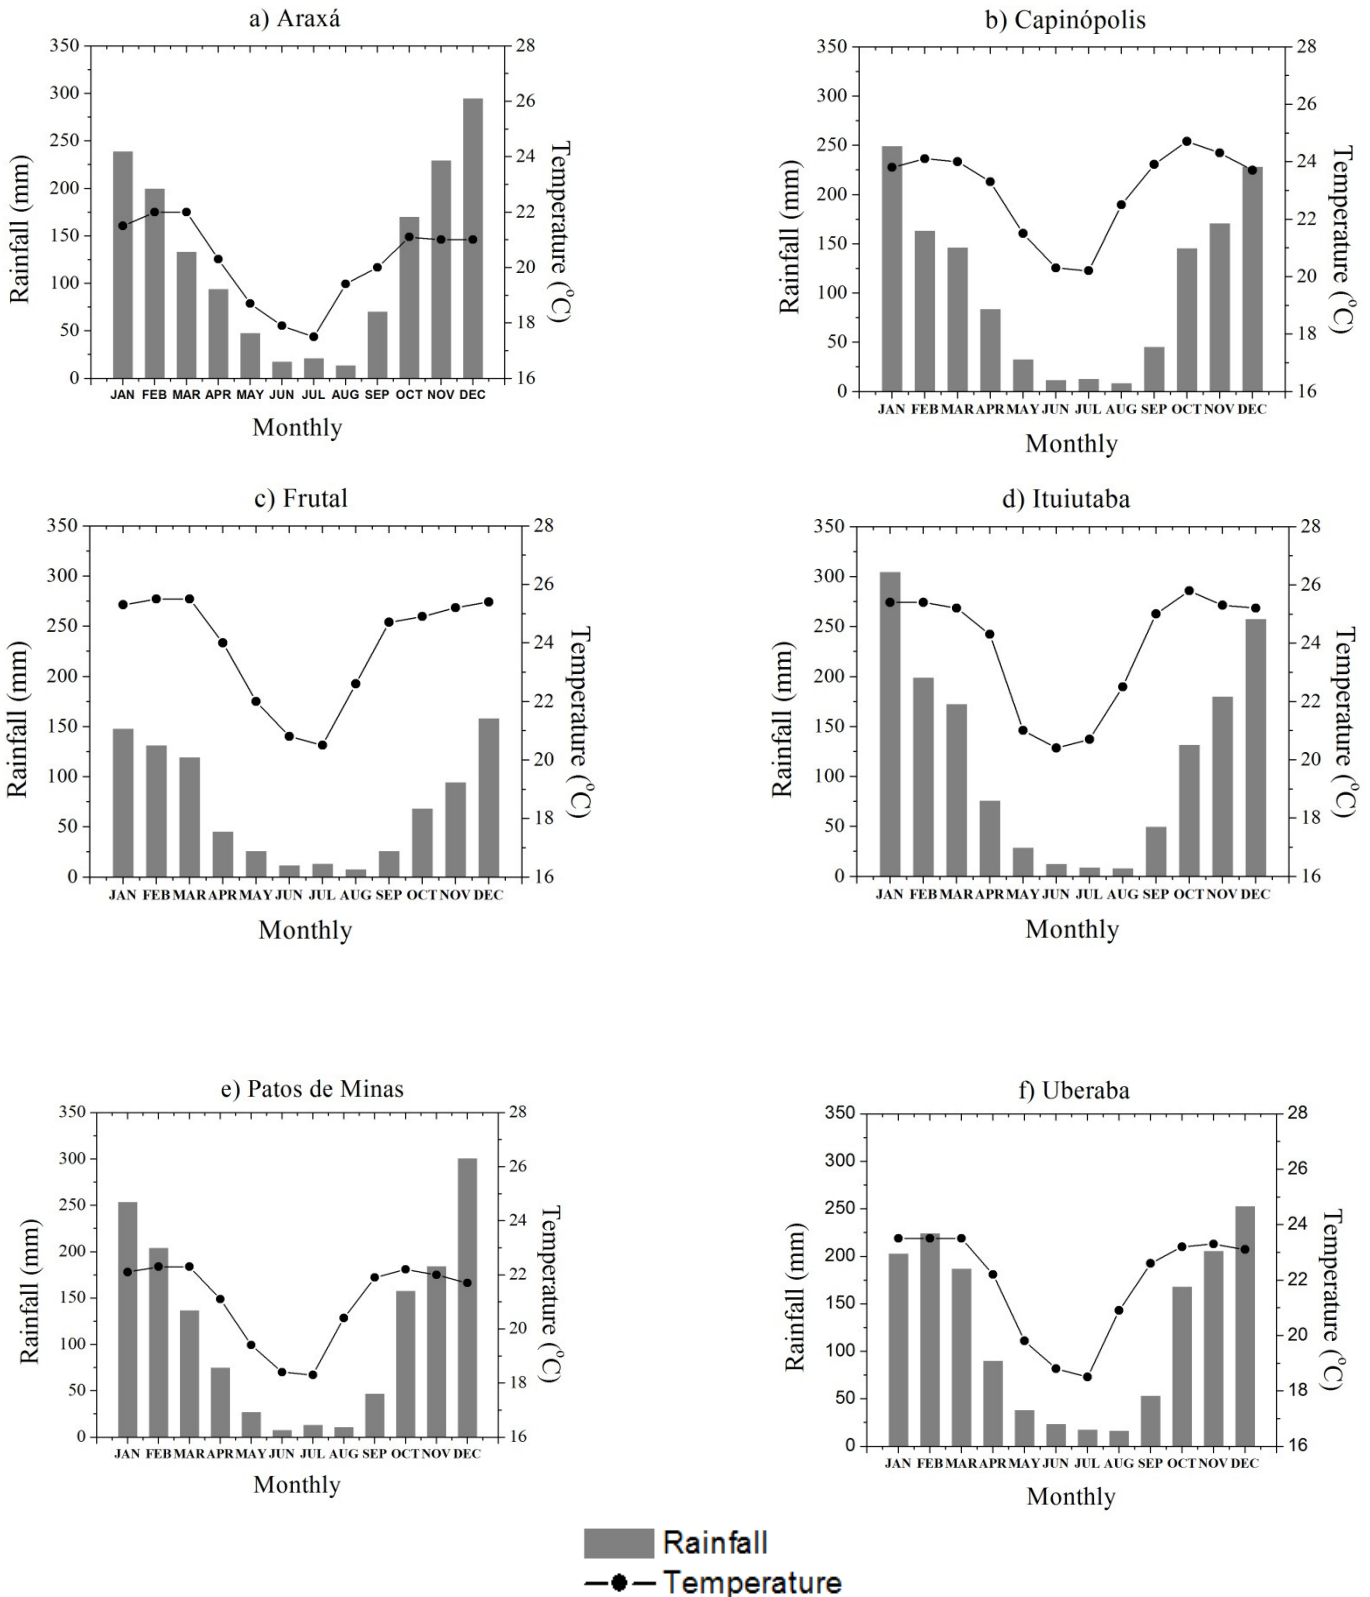 a) Araxá
350
300
250
200
150
100
50
0
Rainfall (mm)
28
26
24
22
20
18
16
Temperature (°C)
JAN FEB MAR APR MAY JUN JUL AUG SEP OCT NOV DEC
Monthly
b) Capinópolis
350
300
250
200
150
100
50
0
Rainfall (mm)
28
26
24
22
20
18
16
Temperature (°C)
JAN FEB MAR APR MAY JUN JUL AUG SEP OCT NOV DEC
Monthly
c) Frutal
350
300
250
200
150
100
50
0
Rainfall (mm)
28
26
24
22
20
18
16
Temperature (°C)
JAN FEB MAR APR MAY JUN JUL AUG SEP OCT NOV DEC
Monthly
d) Ituiutaba
350
300
250
200
150
100
50
0
Rainfall (mm)
28
26
24
22
20
18
16
Temperature (°C)
JAN FEB MAR APR MAY JUN JUL AUG SEP OCT NOV DEC
Monthly
e) Patos de Minas
350
300
250
200
150
100
50
0
Rainfall (mm)
28
26
24
22
20
18
16
Temperature (°C)
JAN FEB MAR APR MAY JUN JUL AUG SEP OCT NOV DEC
Monthly
f) Uberaba
350
300
250
200
150
100
50
0
Rainfall (mm)
28
26
24
22
20
18
16
Temperature (°C)
JAN FEB MAR APR MAY JUN JUL AUG SEP OCT NOV DEC
Monthly
Rainfall
Temperature